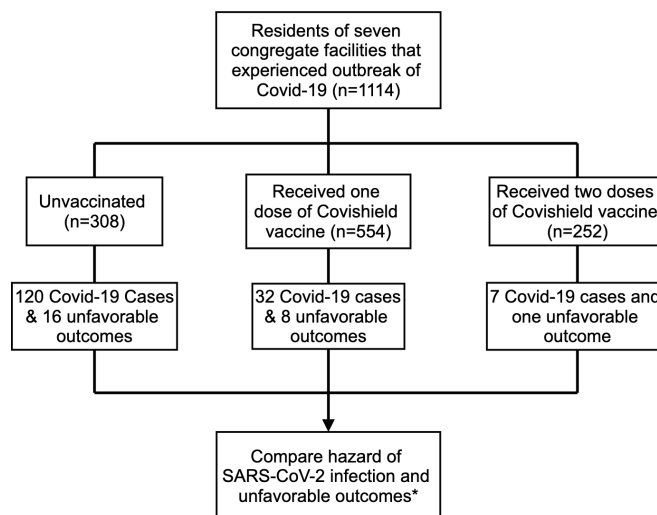 Residents of seven
congregate facilities that
experienced outbreak of
Covid-19 (n=1114)
Unvaccinated
(n=308)
Received one
dose of Covishield
vaccine (n=554)
Received two doses
of Covishield vaccine
(n=252)
120 Covid-19 Cases
& 16 unfavorable
outcomes
32 Covid-19 cases
& 8 unfavorable
outcomes
7 Covid-19 cases and
one unfavorable
outcome
Compare hazard of
SARS-CoV-2 infection and
unfavorable outcomes*